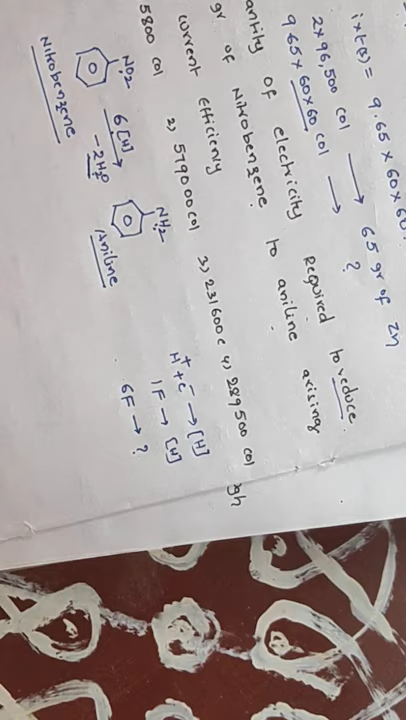 i x t(s) = 9.65 x 60 x 60
2 x 96,500 col → 65 gr of Zn
9.65 x 60 x 60 col → ?
antity of electricity required to reduce
gr of Nitrobenzene to aniline arising
current efficiency
5800 col 2) 579000 col 3) 231600 c 4) 289500 col
NO2 6[H] NH2
-2H2O
Nitrobenzene Aniline
H+ + e- → [H]
1F → [H]
6F → ?